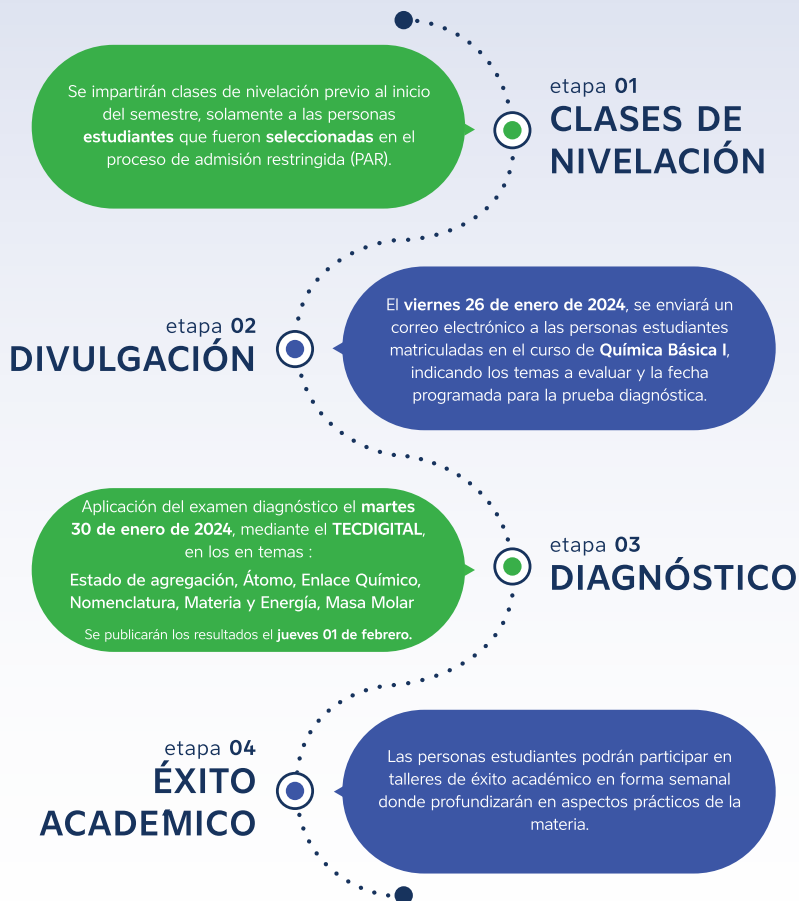 Se impartirán clases de nivelación previo al inicio
del semestre, solamente a las personas
estudiantes que fueron seleccionadas en el
proceso de admisión restringida (PAR).
etapa 01
CLASES DE
NIVELACIÓN
etapa 02
DIVULGACIÓN
El viernes 26 de enero de 2024, se enviará un
correo electrónico a las personas estudiantes
matriculadas en el curso de Química Básica I,
indicando los temas a evaluar y la fecha
programada para la prueba diagnóstica.
Aplicación del examen diagnóstico el martes
30 de enero de 2024, mediante el TECDIGITAL,
en los en temas :
Estado de agregación, Átomo, Enlace Químico,
Nomenclatura, Materia y Energía, Masa Molar
Se publicarán los resultados el jueves 01 de febrero.
etapa 03
DIAGNÓSTICO
etapa 04
ÉXITO
ACADEMICO
Las personas estudiantes podrán participar en
talleres de éxito académico en forma semanal
donde profundizarán en aspectos prácticos de la
materia.